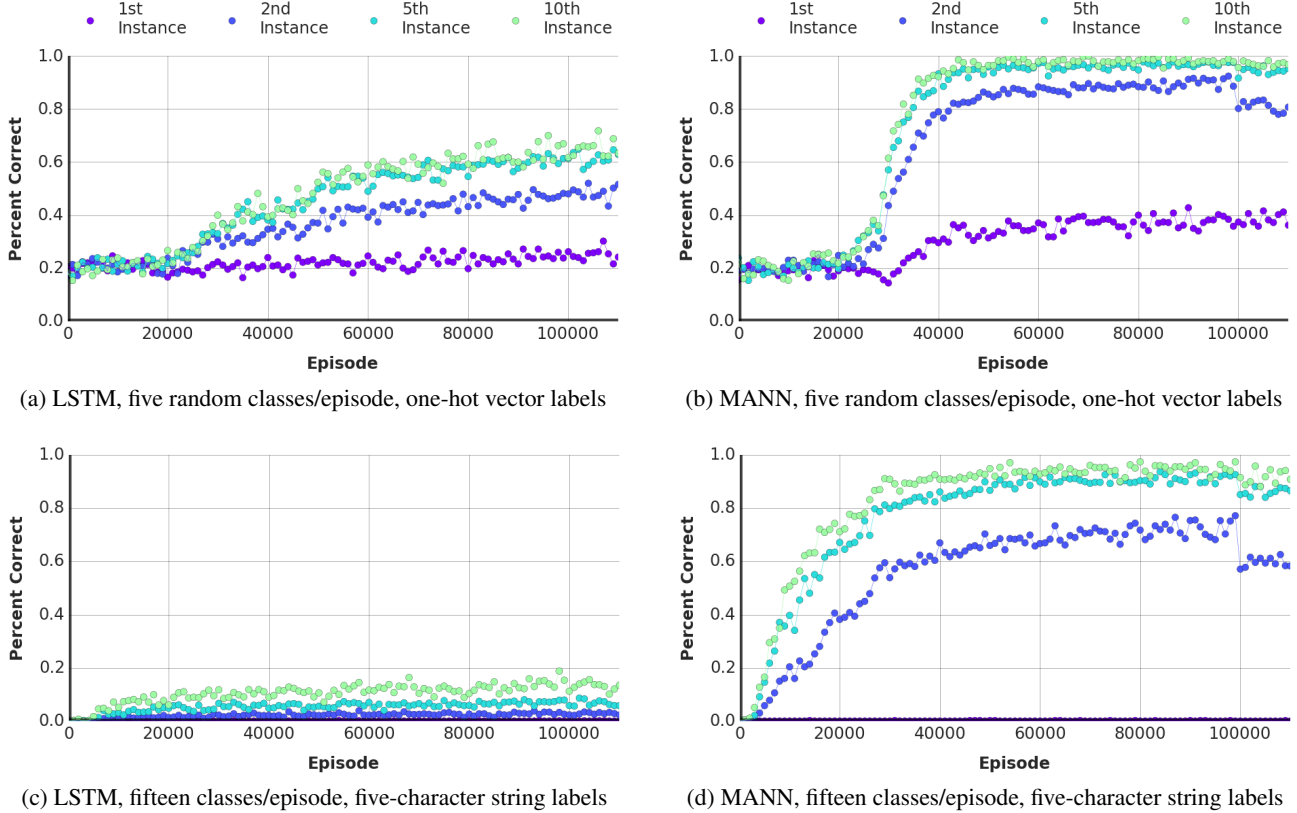 1st Instance 2nd Instance 5th Instance 10th Instance
1.0
0.8
0.6
0.4
0.2
0.0
Percent Correct
0 20000 40000 60000 80000 100000
Episode
(a) LSTM, five random classes/episode, one-hot vector labels
1st Instance 2nd Instance 5th Instance 10th Instance
1.0
0.8
0.6
0.4
0.2
0.0
Percent Correct
0 20000 40000 60000 80000 100000
Episode
(b) MANN, five random classes/episode, one-hot vector labels
1.0
0.8
0.6
0.4
0.2
0.0
Percent Correct
0 20000 40000 60000 80000 100000
Episode
(c) LSTM, fifteen classes/episode, five-character string labels
1.0
0.8
0.6
0.4
0.2
0.0
Percent Correct
0 20000 40000 60000 80000 100000
Episode
(d) MANN, fifteen classes/episode, five-character string labels